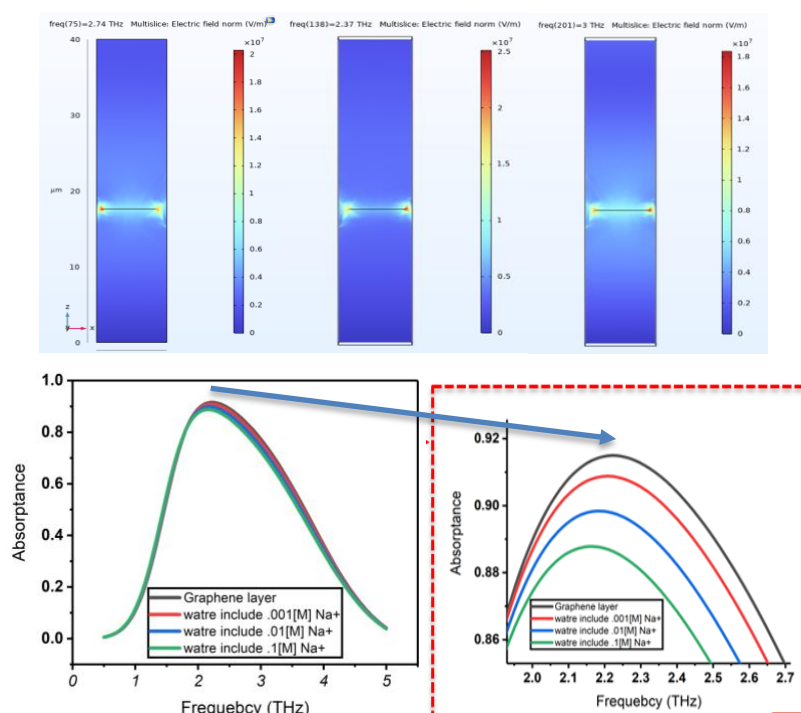 freq(75)=2.74 THz Multislice: Electric field norm (V/m)
freq(138)=2.37 THz Multislice: Electric field norm (V/m)
freq(201)=3 THz Multislice: Electric field norm (V/m)
40
30
20
10
0
μm
z
y
x
×10⁷
2
1.8
1.6
1.4
1.2
1
0.8
0.6
0.4
0.2
0
×10⁷
2.5
2
1.5
1
0.5
0
×10⁷
1.8
1.6
1.4
1.2
1
0.8
0.6
0.4
0.2
0
1.0
0.8
0.6
0.4
0.2
0.0
Absorptance
Graphene layer
watre include .001[M] Na+
watre include .01[M] Na+
watre include .1[M] Na+
0 1 2 3 4 5
Frequebcy (THz)
0.92
0.90
0.88
0.86
Absorptance
Graphene layer
watre include .001[M] Na+
watre include .01[M] Na+
watre include .1[M] Na+
2.0 2.1 2.2 2.3 2.4 2.5 2.6 2.7
Frequebcy (THz)